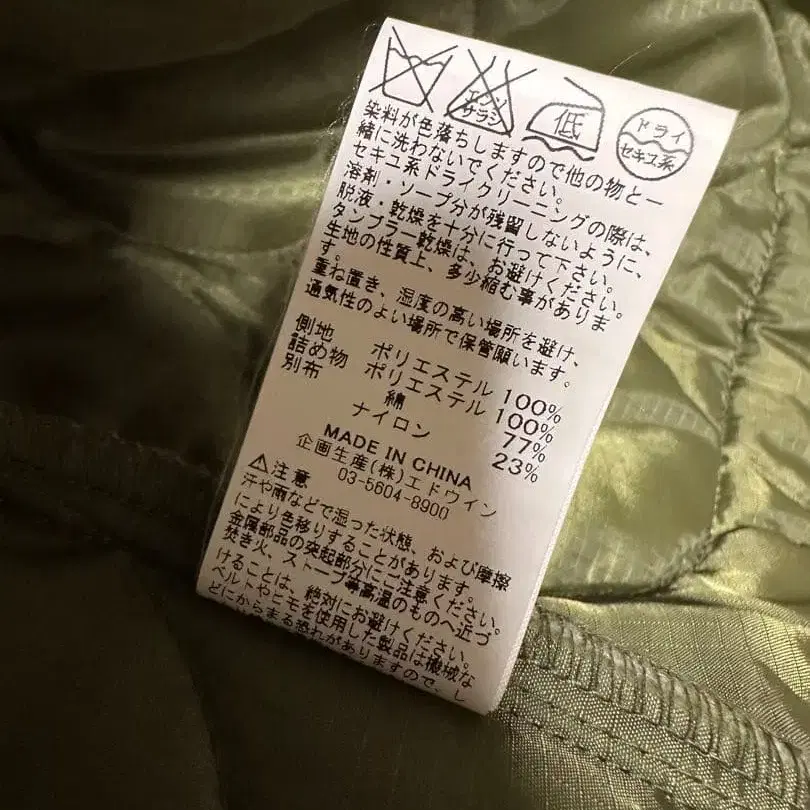 エンソ
サラシ
低
ドライ
セキユ系
染料が色落ちしますので他の物と一
緒に洗わないでください。
セキユ系ドライクリーニングの際は、
溶剤・ソープ分が残留しないように、
脱液・乾燥を十分に行って下さい。
タンブラー乾燥は、お避けください。
生地の性質上、多少縮む事がありま
す。
重ね置き、湿度の高い場所を避け、
通気性のよい場所で保管願います。
側地 ポリエステル 100%
詰め物 ポリエステル 100%
別布 綿 77%
ナイロン 23%
MADE IN CHINA
企画生産(株)エドウイン
03-5604-8900
⚠注意
汗や雨などで湿った状態、および摩擦
により色移りすることがあります。
金属部品の突起部分にご注意ください。
焚き火、ストーブ等高温のものへ近づ
けることは、絶対にお避けください。
ベルトやヒモを使用した製品は機械な
どにからまる恐れがありますので、し